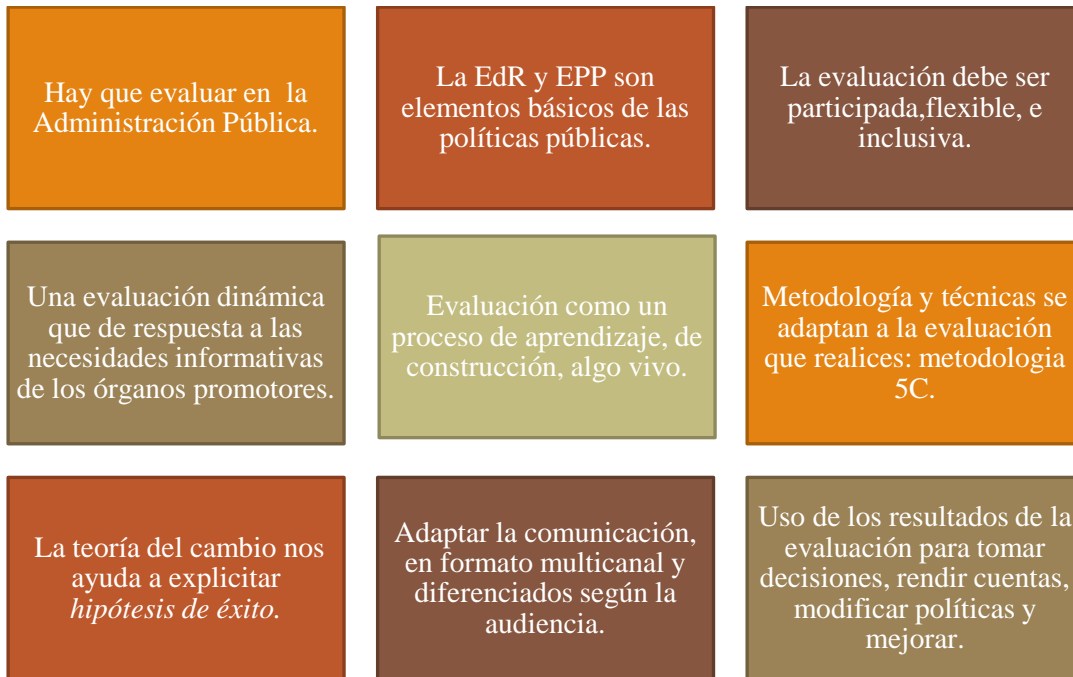 Hay que evaluar en la
Administración Pública.
La EdR y EPP son
elementos básicos de las
políticas públicas.
La evaluación debe ser
participada,flexible, e
inclusiva.
Una evaluación dinámica
que de respuesta a las
necesidades informativas
de los órganos promotores.
Evaluación como un
proceso de aprendizaje, de
construcción, algo vivo.
Metodología y técnicas se
adaptan a la evaluación
que realices: metodologia
5C.
La teoría del cambio nos
ayuda a explicitar
hipótesis de éxito.
Adaptar la comunicación,
en formato multicanal y
diferenciados según la
audiencia.
Uso de los resultados de la
evaluación para tomar
decisiones, rendir cuentas,
modificar políticas y
mejorar.